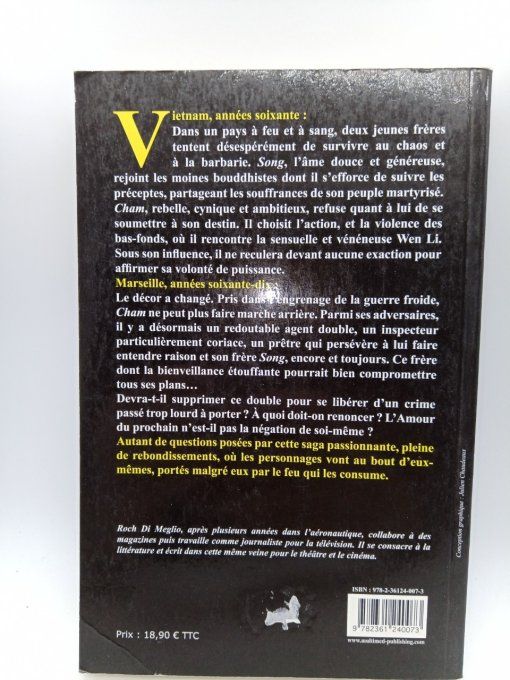 Vietnam, années soixante :
Dans un pays à feu et à sang, deux jeunes frères
tentent désespérément de survivre au chaos et
à la barbarie. Song, l'âme douce et généreuse,
rejoint les moines bouddhistes dont il s'efforce de suivre les
préceptes, partageant les souffrances de son peuple martyrisé.
Cham, rebelle, cynique et ambitieux, refuse quant à lui de se
soumettre à son destin. Il choisit l'action, et la violence des
bas-fonds, où il rencontre la sensuelle et vénéneuse Wen Li.
Sous son influence, il ne reculera devant aucune exaction pour
affirmer sa volonté de puissance.
Marseille, années soixante-dix :
Le décor a changé. Pris dans l'engrenage de la guerre froide,
Cham ne peut plus faire marche arrière. Parmi ses adversaires,
il y a désormais un redoutable agent double, un inspecteur
particulièrement coriace, un prêtre qui persévère à lui faire
entendre raison et son frère Song, encore et toujours. Ce frère
dont la bienveillance étouffante pourrait bien compromettre
tous ses plans…
Devra-t-il supprimer ce double pour se libérer d'un crime
passé trop lourd à porter ? À quoi doit-on renoncer ? L'Amour
du prochain n'est-il pas la négation de soi-même ?
Autant de questions posées par cette saga passionnante, pleine
de rebondissements, où les personnages vont au bout d'eux-
mêmes, portés malgré eux par le feu qui les consume.
Roch Di Meglio, après plusieurs années dans l'aéronautique, collabore à des
magazines puis travaille comme journaliste pour la télévision. Il se consacre à la
littérature et écrit dans cette même veine pour le théâtre et le cinéma.
Conception graphique : Julien
ISBN : 978-2-36124-007-3
9 782361 240073
www.multimed-publishing.com
Prix : 18,90 € TTC